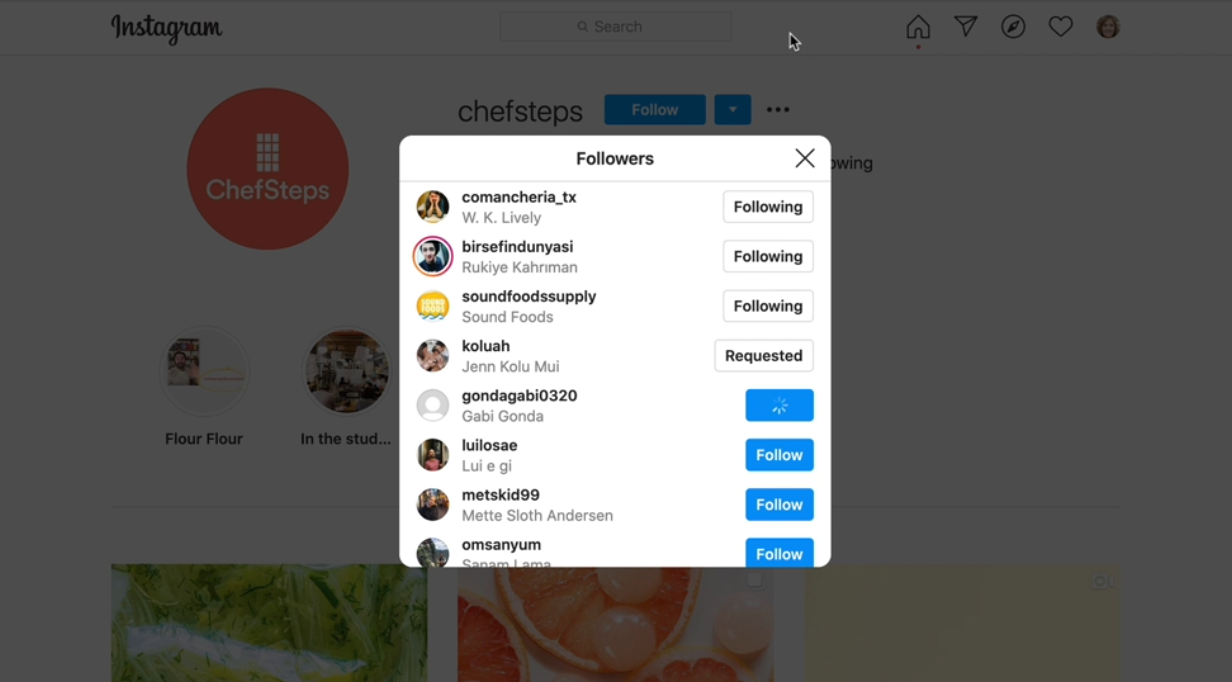 Instagram
Search
chefsteps Follow
ChefSteps
Followers
comancheria_tx
W. K. Lively
Following
birsefindunyasi
Rukiye Kahrıman
Following
SOUND FOODS
soundfoodssupply
Sound Foods
Following
koluah
Jenn Kolu Mui
Requested
gondagabi0320
Gabi Gonda
luilosae
Lui e gi
Follow
metskid99
Mette Sloth Andersen
Follow
omsanyum
Sanam Lama
Follow
Flour Flour
In the stud...